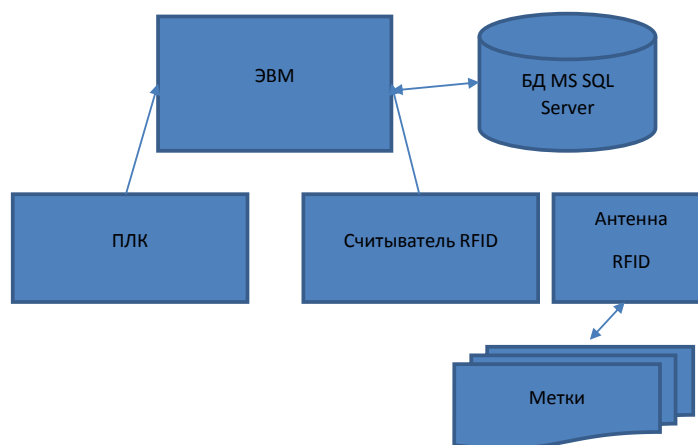 ЭВМ
БД MS SQL
Server
ПЛК
Считыватель RFID
Антенна
RFID
Метки